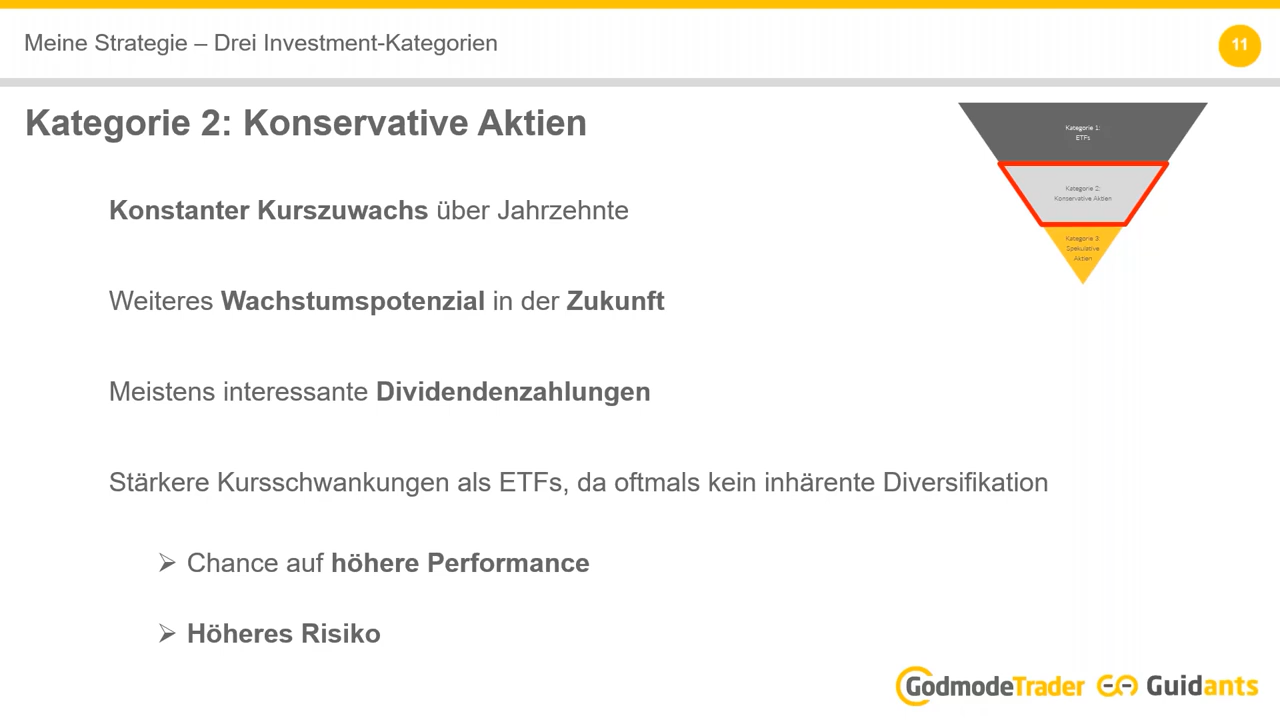 Meine Strategie – Drei Investment-Kategorien
11
Kategorie 2: Konservative Aktien
Kategorie 1:
ETFs
Kategorie 2:
Konservative Aktien
Kategorie 3
Spekulative
Aktien
Konstanter Kurszuwachs über Jahrzehnte
Weiteres Wachstumspotenzial in der Zukunft
Meistens interessante Dividendenzahlungen
Stärkere Kursschwankungen als ETFs, da oftmals kein inhärente Diversifikation
➢ Chance auf höhere Performance
➢ Höheres Risiko
GodmodeTrader Guidants